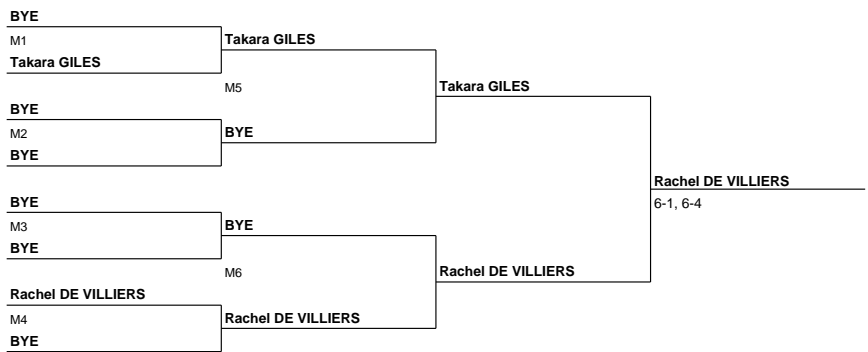 BYE
M1
Takara GILES
Takara GILES
M5
Takara GILES
BYE
M2
BYE
BYE
Rachel DE VILLIERS
6-1, 6-4
BYE
M3
BYE
BYE
M6
Rachel DE VILLIERS
Rachel DE VILLIERS
M4
Rachel DE VILLIERS
BYE